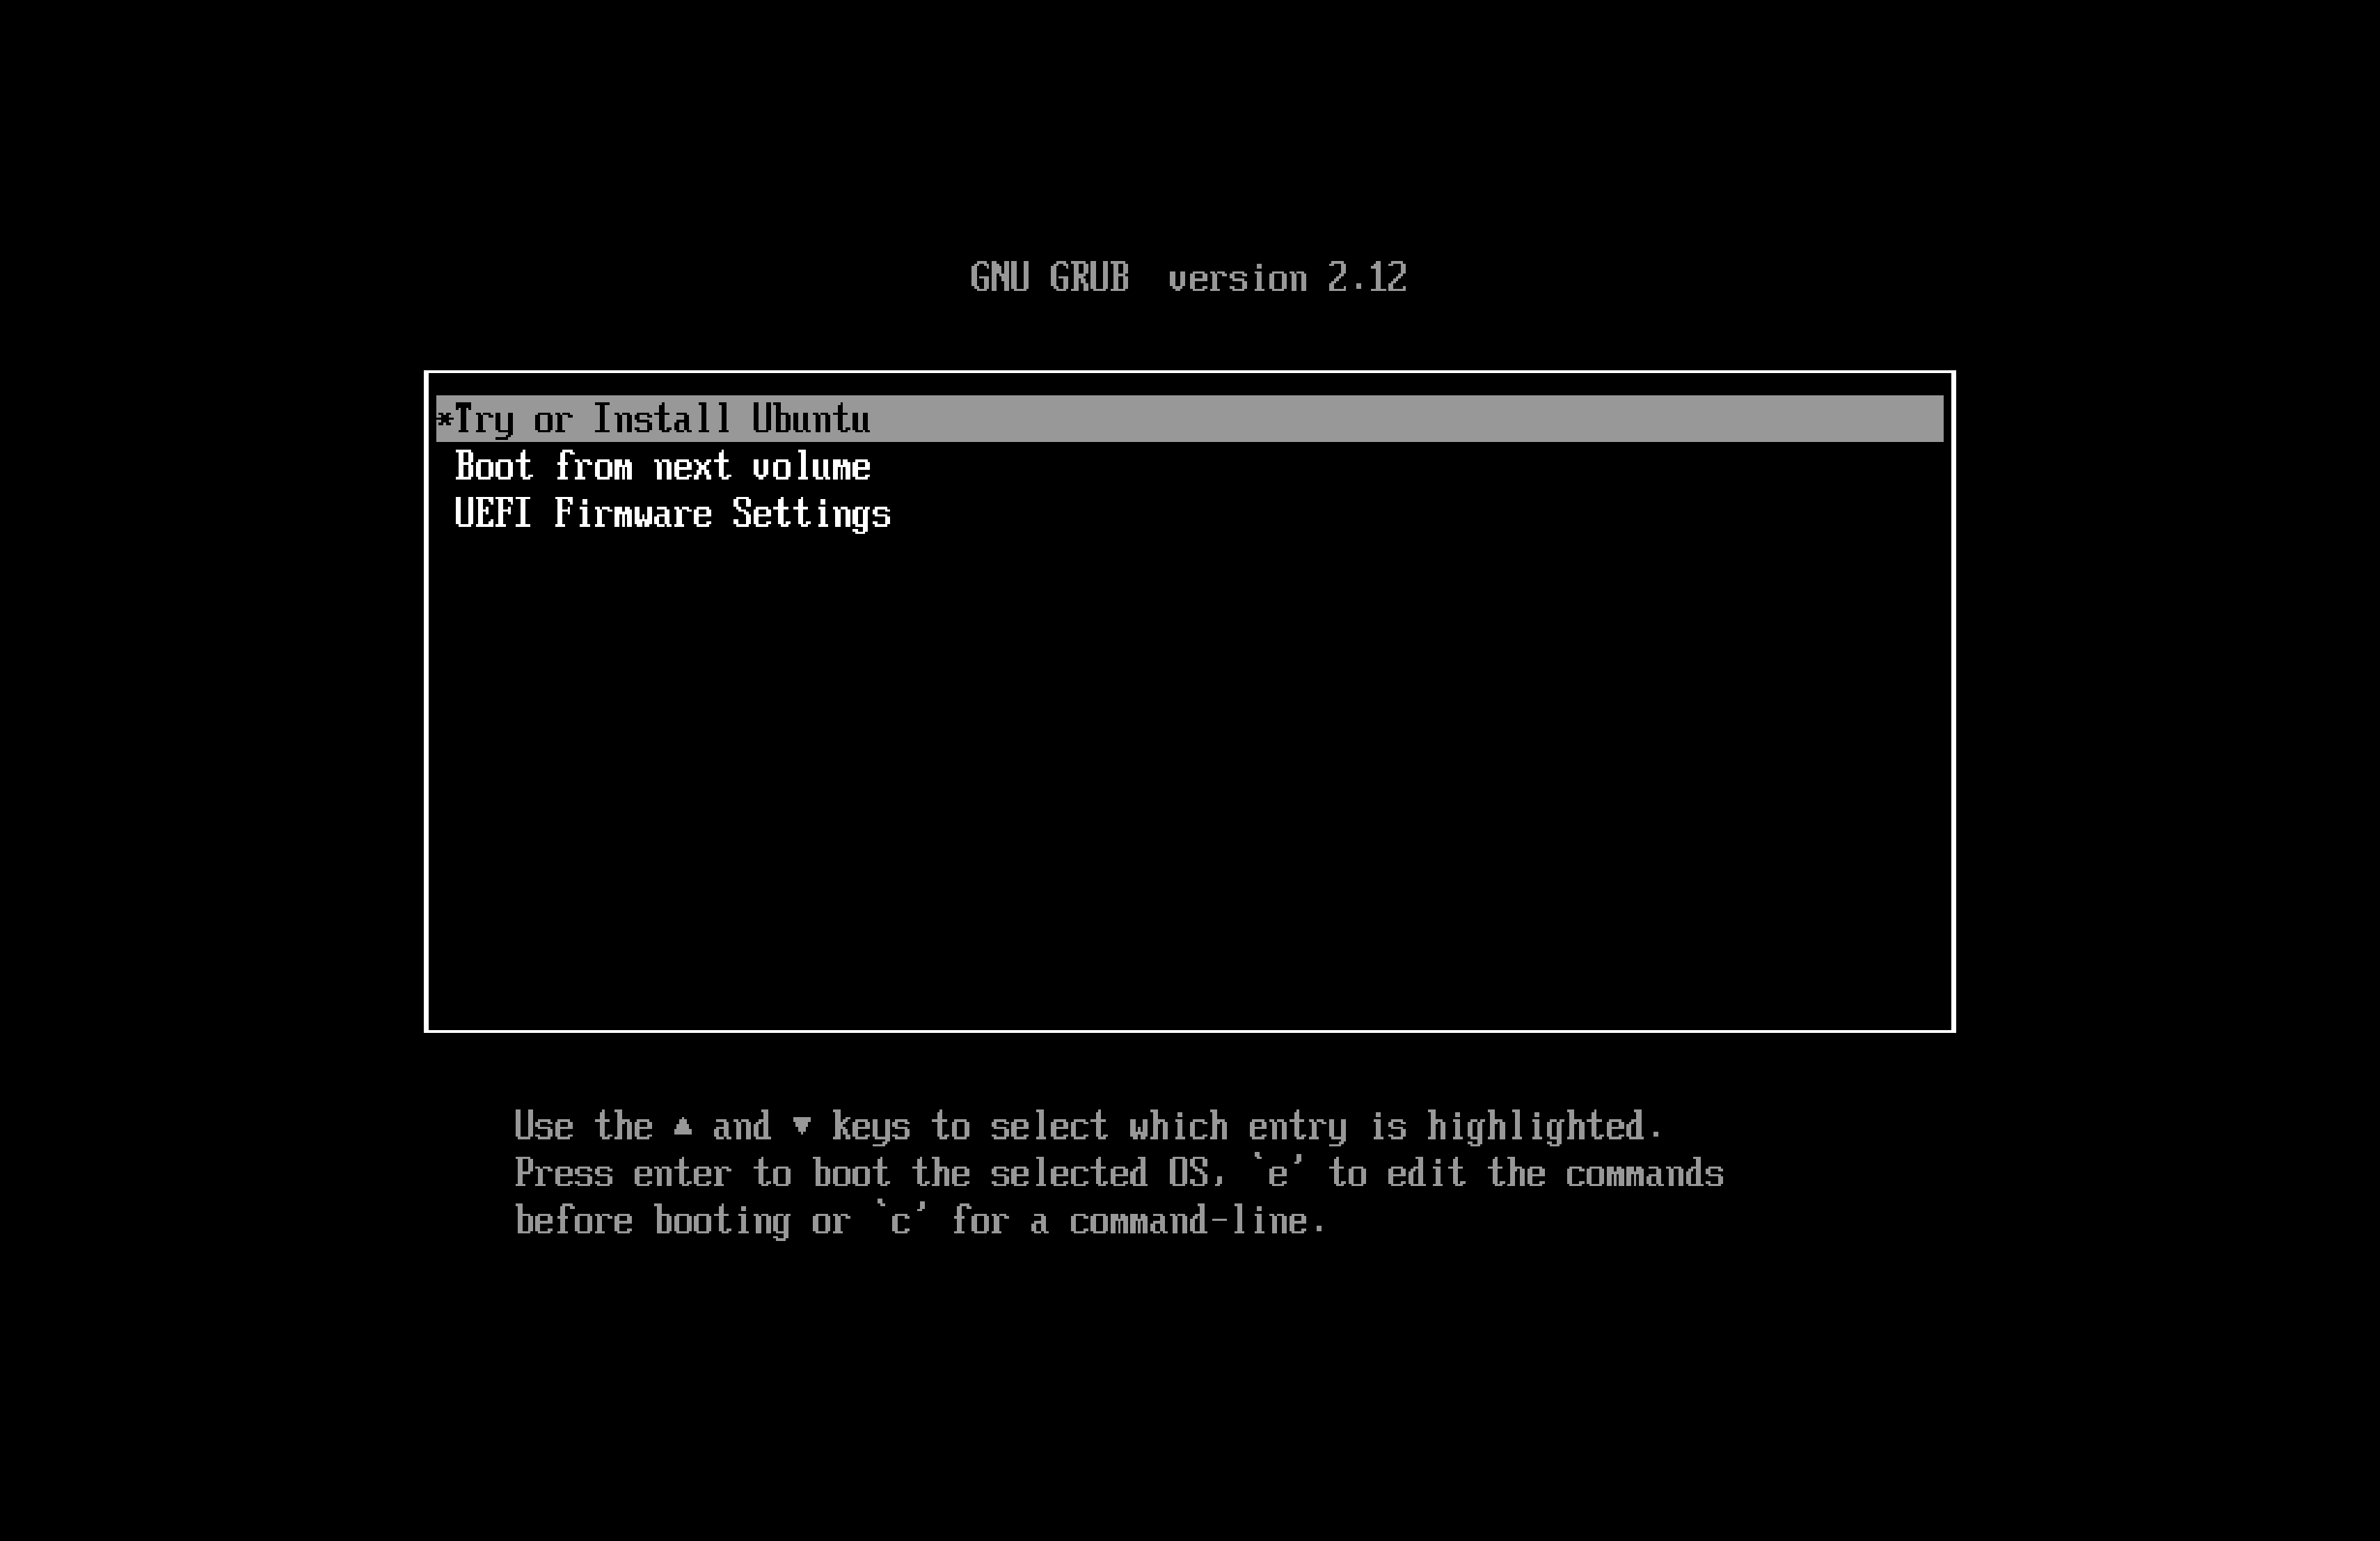 GNU GRUB  version 2.12
*Try or Install Ubuntu
Boot from next volume
UEFI Firmware Settings
Use the ▲ and ▼ keys to select which entry is highlighted.
Press enter to boot the selected OS, `e' to edit the commands
before booting or `c' for a command-line.